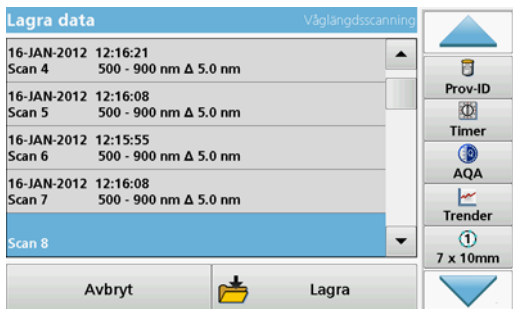 Lagra data
Våglängdsscanning
16-JAN-2012 12:16:21
Scan 4 500 - 900 nm Δ 5.0 nm
16-JAN-2012 12:16:08
Scan 5 500 - 900 nm Δ 5.0 nm
16-JAN-2012 12:15:55
Scan 6 500 - 900 nm Δ 5.0 nm
16-JAN-2012 12:16:08
Scan 7 500 - 900 nm Δ 5.0 nm
Scan 8
Avbryt
Lagra
Prov-ID
Timer
AQA
Trender
1
7 x 10mm